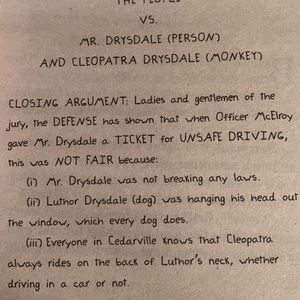 THE PEOPLE
VS.
MR. DRYSDALE (PERSON)
AND CLEOPATRA DRYSDALE (MONKEY)
CLOSING ARGUMENT: Ladies and gentlemen of the
jury, the DEFENSE has shown that when Officer McElroy
gave Mr. Drysdale a TICKET for UNSAFE DRIVING,
this was NOT FAIR because:
(i) Mr. Drysdale was not breaking any laws.
(ii) Luthor Drysdale (dog) was hanging his head out
the window, which every dog does.
(iii) Everyone in Cedarville knows that Cleopatra
always rides on the back of Luthor's neck, whether
driving in a car or not.